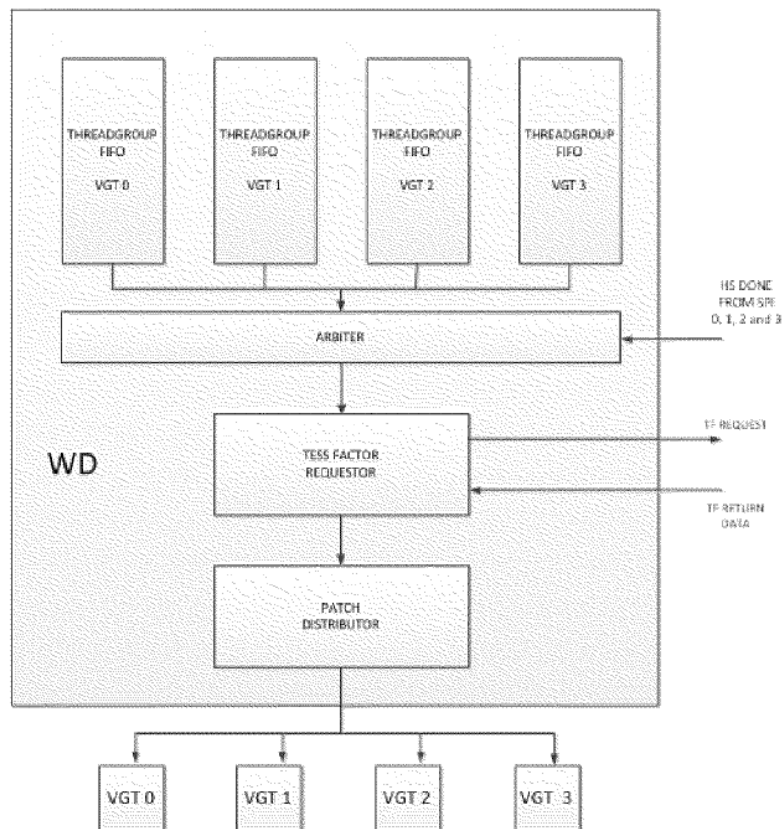 THREADGROUP
FIFO
VGT 0
THREADGROUP
FIFO
VGT 1
THREADGROUP
FIFO
VGT 2
THREADGROUP
FIFO
VGT 3
HS DONE
FROM SPI
0, 1, 2 and 3
ARBITER
TF REQUEST
TESS FACTOR
REQUESTOR
WD
TF RETURN
DATA
PATCH
DISTRIBUTOR
VGT 0
VGT 1
VGT 2
VGT 3